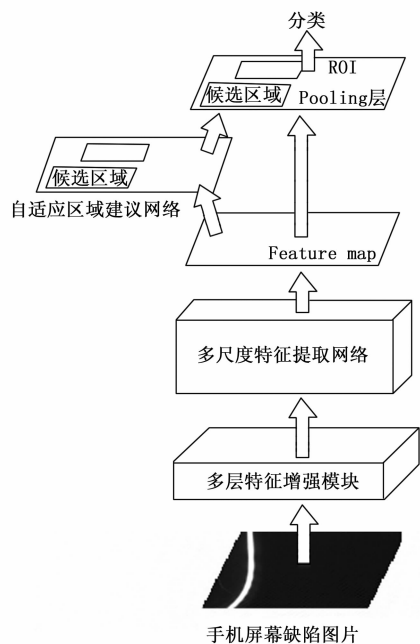 分类
ROI
候选区域 Pooling层
候选区域
自适应区域建议网络
Feature map
多尺度特征提取网络
多层特征增强模块
手机屏幕缺陷图片